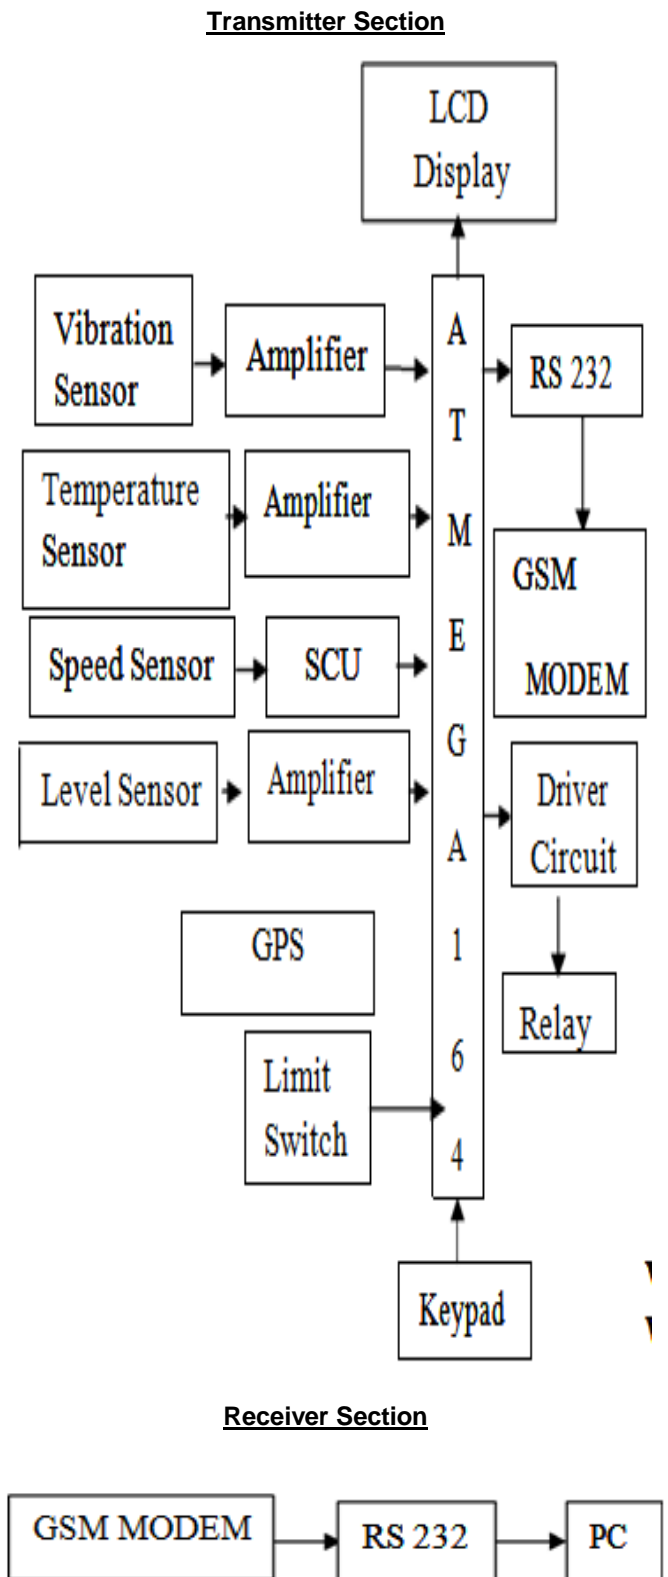 Transmitter Section
LCD
Display
Vibration
Sensor
Amplifier
A
T
M
E
G
A
1
6
4
RS 232
Temperature
Sensor
Amplifier
GSM
MODEM
Speed Sensor
SCU
Level Sensor
Amplifier
Driver
Circuit
GPS
Relay
Limit
Switch
Keypad
Receiver Section
GSM MODEM
RS 232
PC